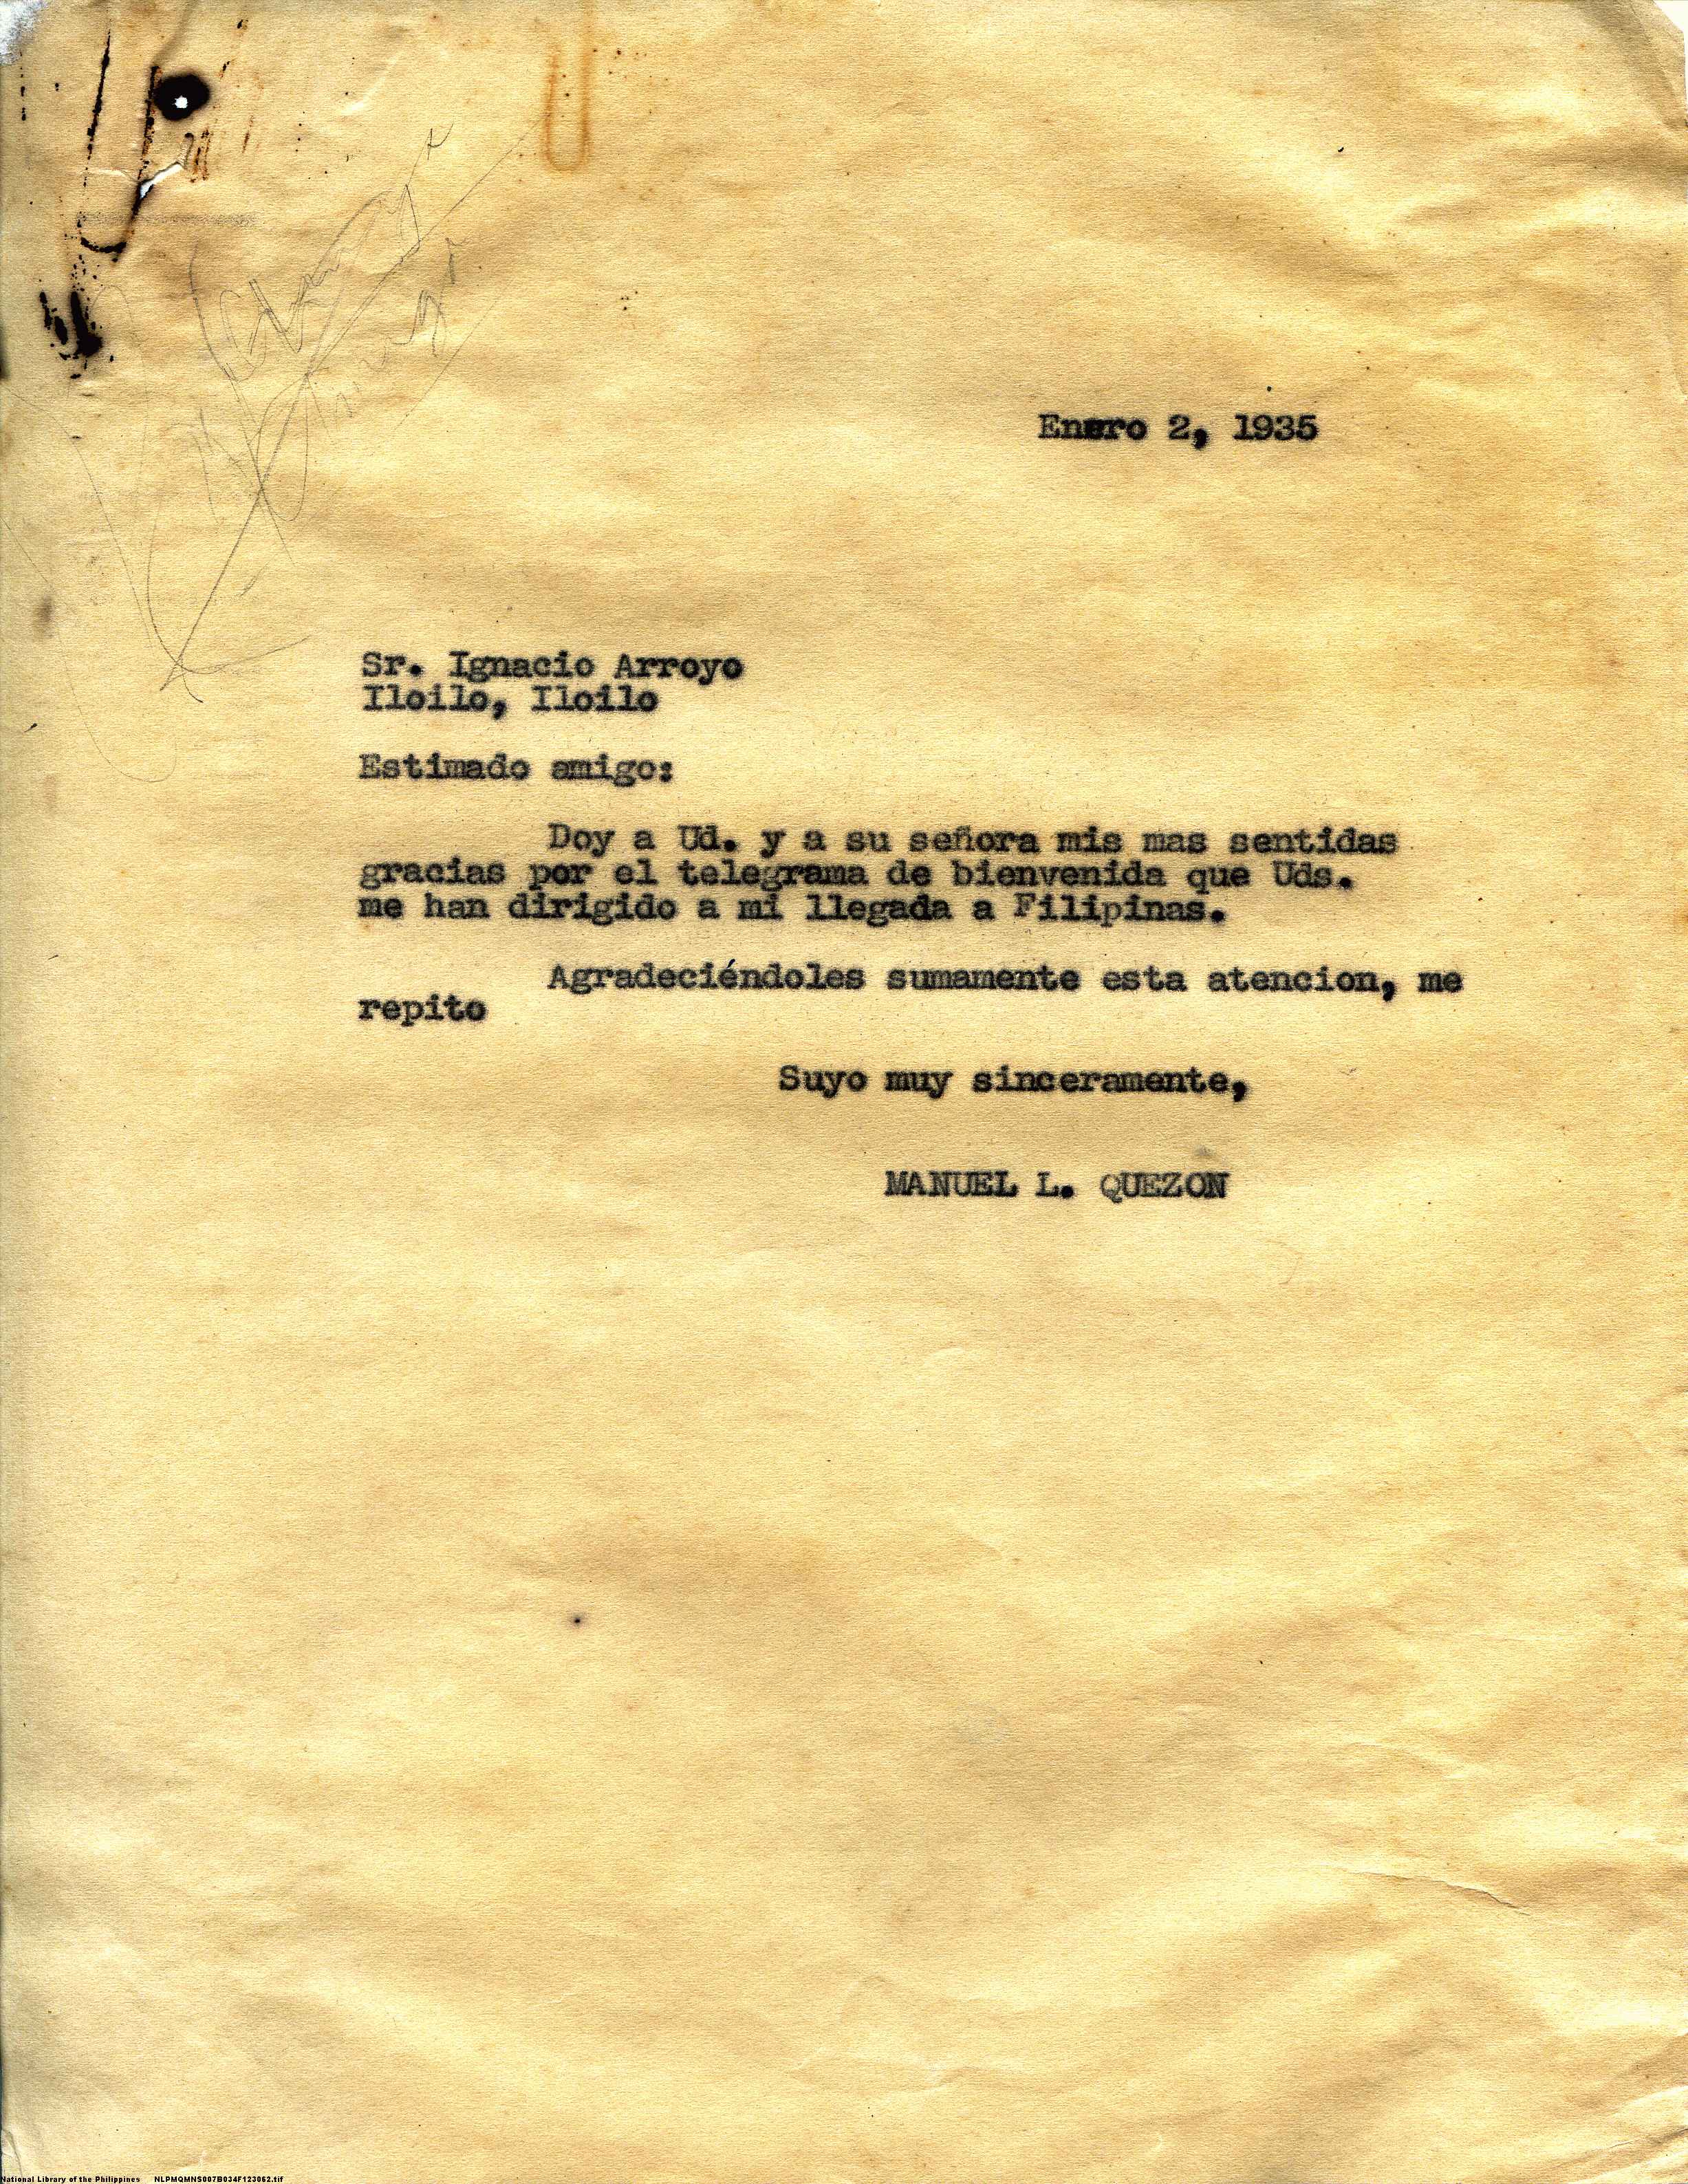 Enero 2, 1935
Sr. Ignacio Arroyo
Iloilo, Iloilo
Estimado amigo:
Doy a Ud. y a su señora mis mas sentidas
gracias por el telegrama de bienvenida que Uds.
me han dirigido a mi llegada a Filipinas.
Agradeciéndoles sumamente esta atencion, me
repito
Suyo muy sinceramente,
MANUEL L. QUEZON
National Library of the Philippines NLPMQMNS007B034F123062.tif